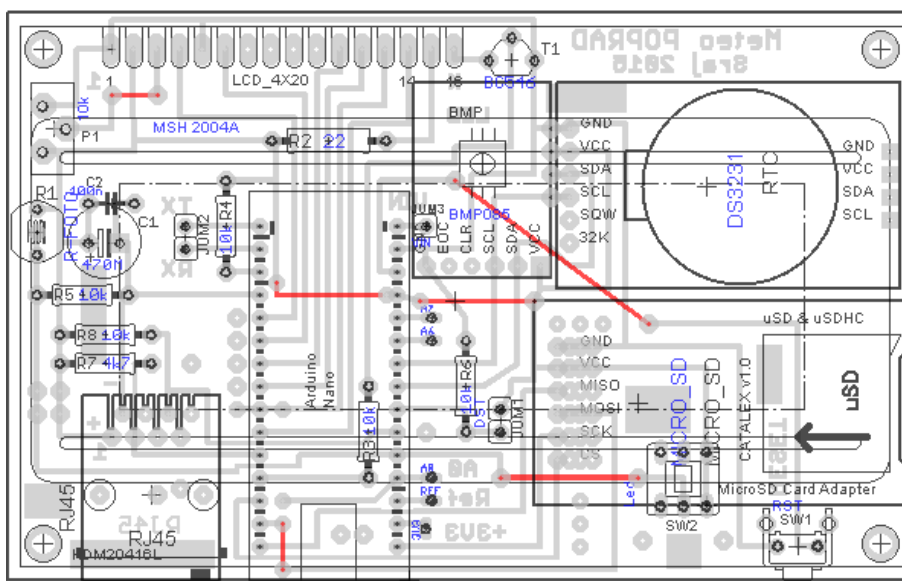 Meteo POPRAD
Sraj 2015
T1
BC546
1
1
LCD_4X20
14
16
10k
P1
MSH 2004A
R2 22
BMP
BMP085
GND
VCC
SDA
SCL
SQW
32K
DS3231
RTC
GND
VCC
SDA
SCL
R1
R-FOTO
C2
100n
C1
470M
TX
RX
JUM2
R4
10k
JUM3
VIN
EOC
CLR
SCL
SDA
VCC
R5 10k
R8 10k
R7 4k7
Arduino
Nano
A7
A6
R6
10k
DST
JUM1
R3
10k
uSD & uSDHC
GND
VCC
MISO
MOSI
SCK
CS
MICRO_SD
MICRO_SD
CATALEX v1.0
uSD
MicroSD Card Adapter
A0
Ref
+3V3
REF
3V3
Led
SW2
RST
SW1
RJ45
RJ45
RJ45
HDM20416L